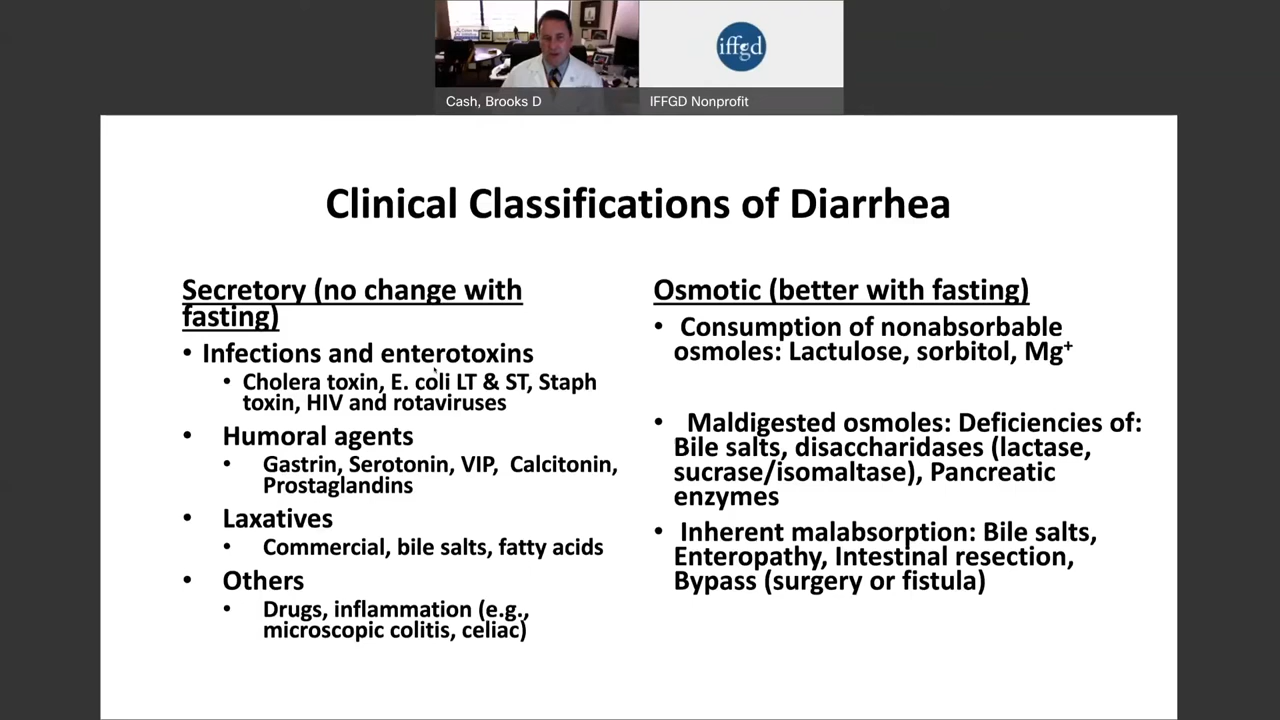 iffgd
Cash, Brooks D
IFFGD Nonprofit
Clinical Classifications of Diarrhea
Secretory (no change with
fasting)
• Infections and enterotoxins
• Cholera toxin, E. coli LT & ST, Staph
toxin, HIV and rotaviruses
• Humoral agents
• Gastrin, Serotonin, VIP, Calcitonin,
Prostaglandins
• Laxatives
• Commercial, bile salts, fatty acids
• Others
• Drugs, inflammation (e.g.,
microscopic colitis, celiac)
Osmotic (better with fasting)
• Consumption of nonabsorbable
osmoles: Lactulose, sorbitol, Mg⁺
• Maldigested osmoles: Deficiencies of:
Bile salts, disaccharidases (lactase,
sucrase/isomaltase), Pancreatic
enzymes
• Inherent malabsorption: Bile salts,
Enteropathy, Intestinal resection,
Bypass (surgery or fistula)